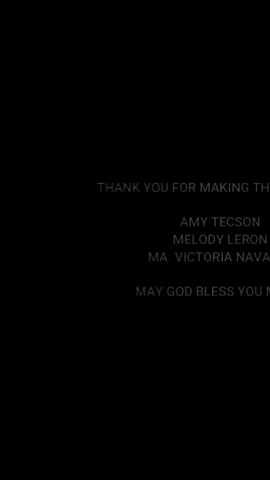 THANK YOU FOR MAKING TH
AMY TECSON
MELODY LERON
MA. VICTORIA NAVA
MAY GOD BLESS YOU M